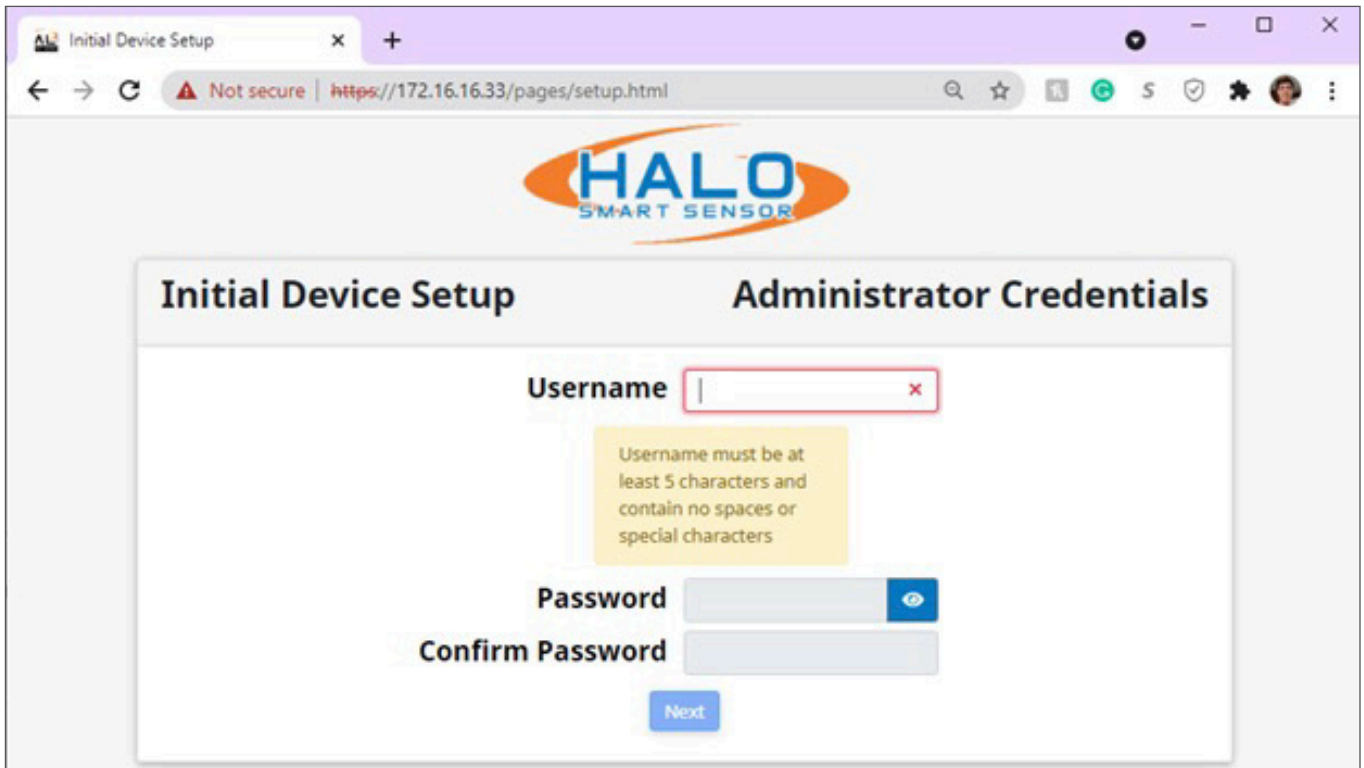 Initial Device Setup
Not secure | https://172.16.16.33/pages/setup.html
HALO
SMART SENSOR
Initial Device Setup Administrator Credentials
Username
Username must be at
least 5 characters and
contain no spaces or
special characters
Password
Confirm Password
Next